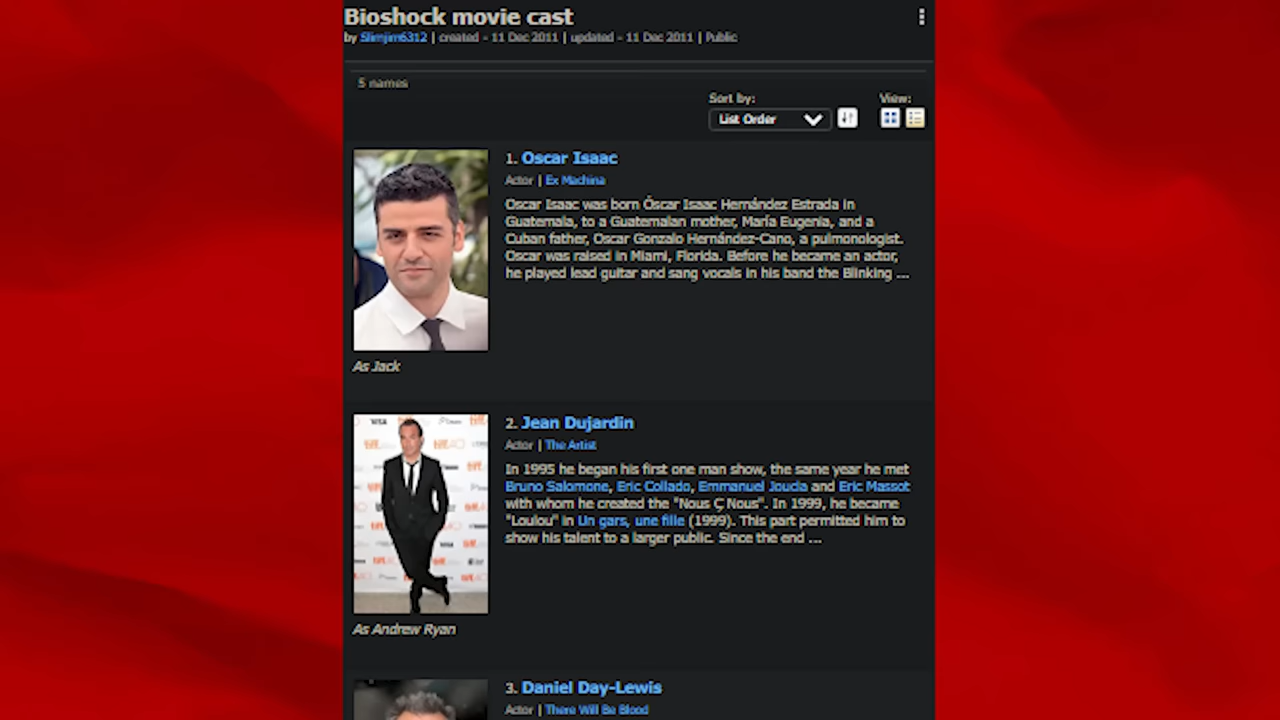 Bioshock movie cast
by Slimjim6312 | created - 11 Dec 2011 | updated - 11 Dec 2011 | Public
5 names
Sort by:
View:
List Order
1. Oscar Isaac
Actor | Ex Machina
Oscar Isaac was born Óscar Isaac Hernández Estrada in
Guatemala, to a Guatemalan mother, María Eugenia, and a
Cuban father, Oscar Gonzalo Hernández-Cano, a pulmonologist.
Oscar was raised in Miami, Florida. Before he became an actor,
he played lead guitar and sang vocals in his band the Blinking ...
As Jack
VISA
2. Jean Dujardin
Actor | The Artist
In 1995 he began his first one man show, the same year he met
Bruno Salomone, Eric Collado, Emmanuel Joucla and Eric Massot
with whom he created the "Nous Ç Nous". In 1999, he became
"Loulou" in Un gars, une fille (1999). This part permitted him to
show his talent to a larger public. Since the end ...
As Andrew Ryan
3. Daniel Day-Lewis
Actor | There Will Be Blood